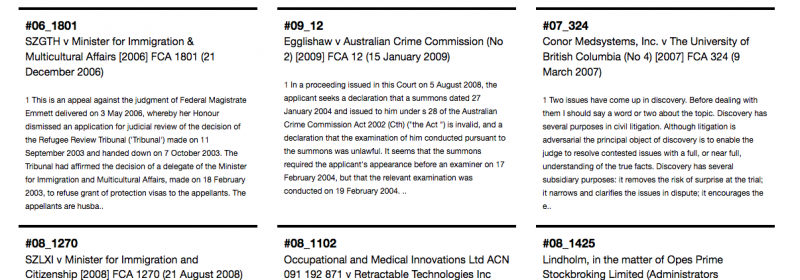 #06_1801
SZGTH v Minister for Immigration &
Multicultural Affairs [2006] FCA 1801 (21
December 2006)
1 This is an appeal against the judgment of Federal Magistrate
Emmett delivered on 3 May 2006, whereby her Honour
dismissed an application for judicial review of the decision of
the Refugee Review Tribunal ('Tribunal') made on 11
September 2003 and handed down on 7 October 2003. The
Tribunal had affirmed the decision of a delegate of the Minister
for Immigration and Multicultural Affairs, made on 18 February
2003, to refuse grant of protection visas to the appellants. The
appellants are husba..
#09_12
Egglishaw v Australian Crime Commission (No
2) [2009] FCA 12 (15 January 2009)
1 In a proceeding issued in this Court on 5 August 2008, the
applicant seeks a declaration that a summons dated 27
January 2004 and issued to him under s 28 of the Australian
Crime Commission Act 2002 (Cth) ("the Act ") is invalid, and a
declaration that the examination of him conducted pursuant to
the summons was unlawful. It seems that the summons
required the applicant's appearance before an examiner on 17
February 2004, but that the relevant examination was
conducted on 19 February 2004. ..
#07_324
Conor Medsystems, Inc. v The University of
British Columbia (No 4) [2007] FCA 324 (9
March 2007)
1 Two issues have come up in discovery. Before dealing with
them I should say a word or two about the topic. Discovery has
several purposes in civil litigation. Although litigation is
adversarial the principal object of discovery is to enable the
judge to resolve contested issues with a full, or near full,
understanding of the true facts. Discovery has several
subsidiary purposes: it removes the risk of surprise at the trial;
it narrows and clarifies the issues in dispute; it encourages the
e..
#08_1270
SZLXI v Minister for Immigration and
Citizenship [2008] FCA 1270 (21 August 2008)
#08_1102
Occupational and Medical Innovations Ltd ACN
091 192 871 v Retractable Technologies Inc
#08_1425
Lindholm, in the matter of Opes Prime
Stockbroking Limited (Administrators